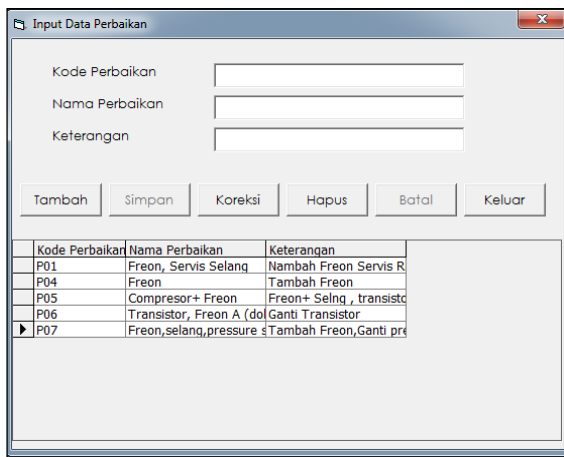 Input Data Perbaikan
Kode Perbaikan
Nama Perbaikan
Keterangan
Tambah Simpan Koreksi Hapus Batal Keluar
Kode Perbaikan Nama Perbaikan Keterangan
P01 Freon, Servis Selang Nambah Freon Servis R
P04 Freon Tambah Freon
P05 Compresor+ Freon Freon+ Selng , transisto
P06 Transistor, Freon A (dol Ganti Transistor
P07 Freon,selang,pressure s Tambah Freon,Ganti pre